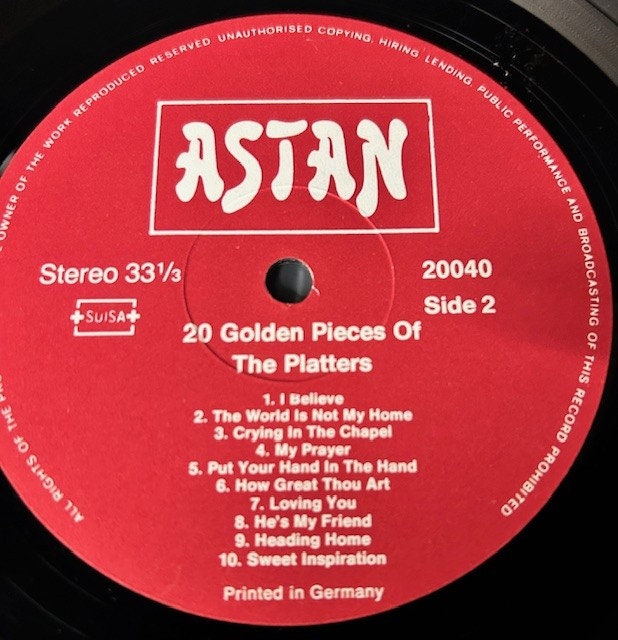 ALL RIGHTS OF THE OWNER OF THE WORK REPRODUCED RESERVED UNAUTHORISED COPYING, HIRING, LENDING, PUBLIC PERFORMANCE AND BROADCASTING OF THIS RECORD PROHIBITED
ASTAN
Stereo 33 1/3
20040
SUISA
Side 2
20 Golden Pieces Of
The Platters
1. I Believe
2. The World Is Not My Home
3. Crying In The Chapel
4. My Prayer
5. Put Your Hand In The Hand
6. How Great Thou Art
7. Loving You
8. He's My Friend
9. Heading Home
10. Sweet Inspiration
Printed in Germany